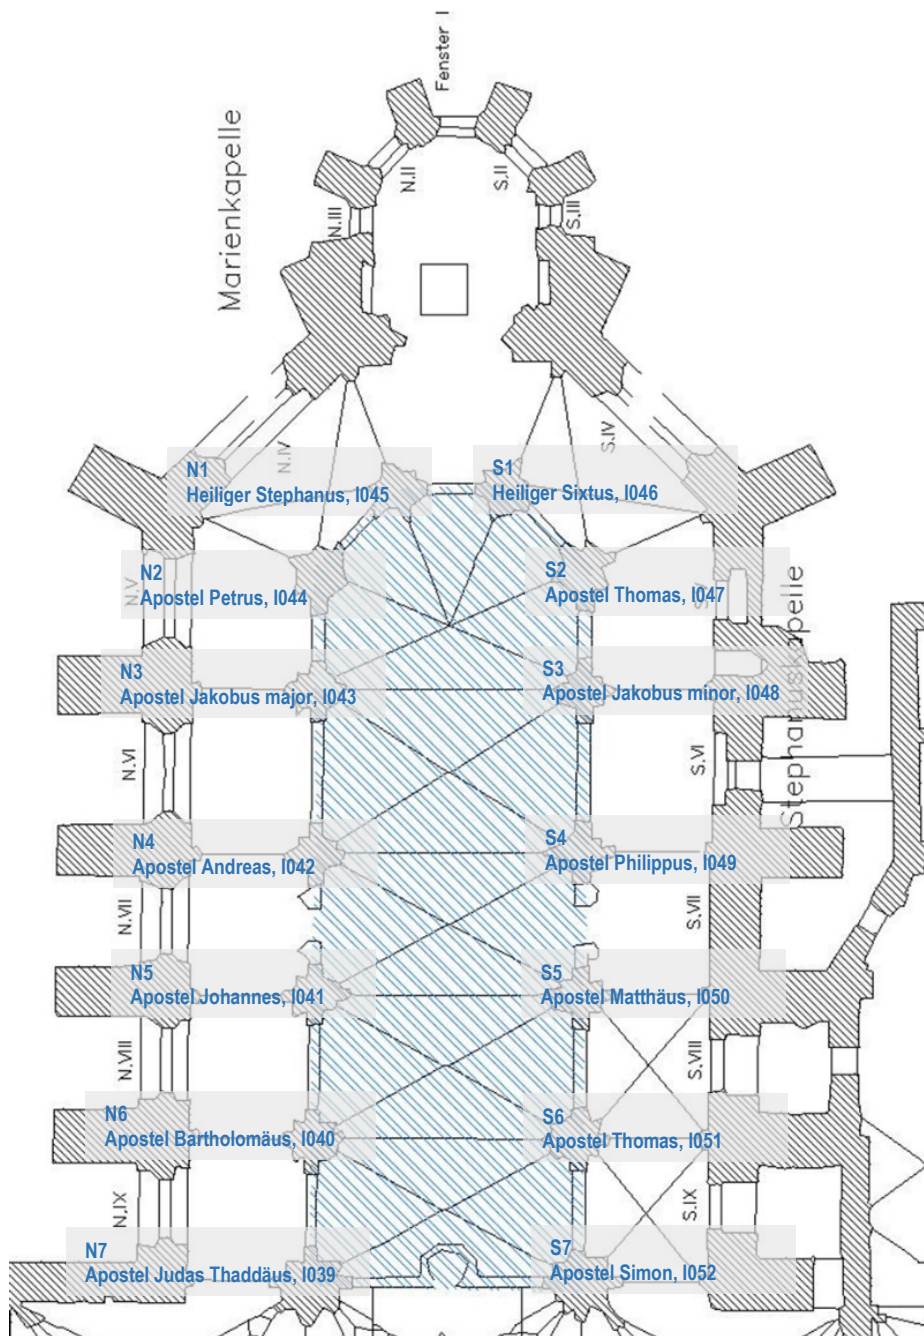 Fenster I
Marienkapelle
N.II
S.II
N.III
S.III
N.IV
S.IV
N1
Heiliger Stephanus, I045
S1
Heiliger Sixtus, I046
N.V
N2
Apostel Petrus, I044
S2
Apostel Thomas, I047
Stephanuskapelle
N3
Apostel Jakobus major, I043
S3
Apostel Jakobus minor, I048
N.VI
S.VI
N4
Apostel Andreas, I042
S4
Apostel Philippus, I049
N.VII
S.VII
N5
Apostel Johannes, I041
S5
Apostel Matthäus, I050
N.VIII
S.VIII
N6
Apostel Bartholomäus, I040
S6
Apostel Thomas, I051
N.IX
S.IX
N7
Apostel Judas Thaddäus, I039
S7
Apostel Simon, I052